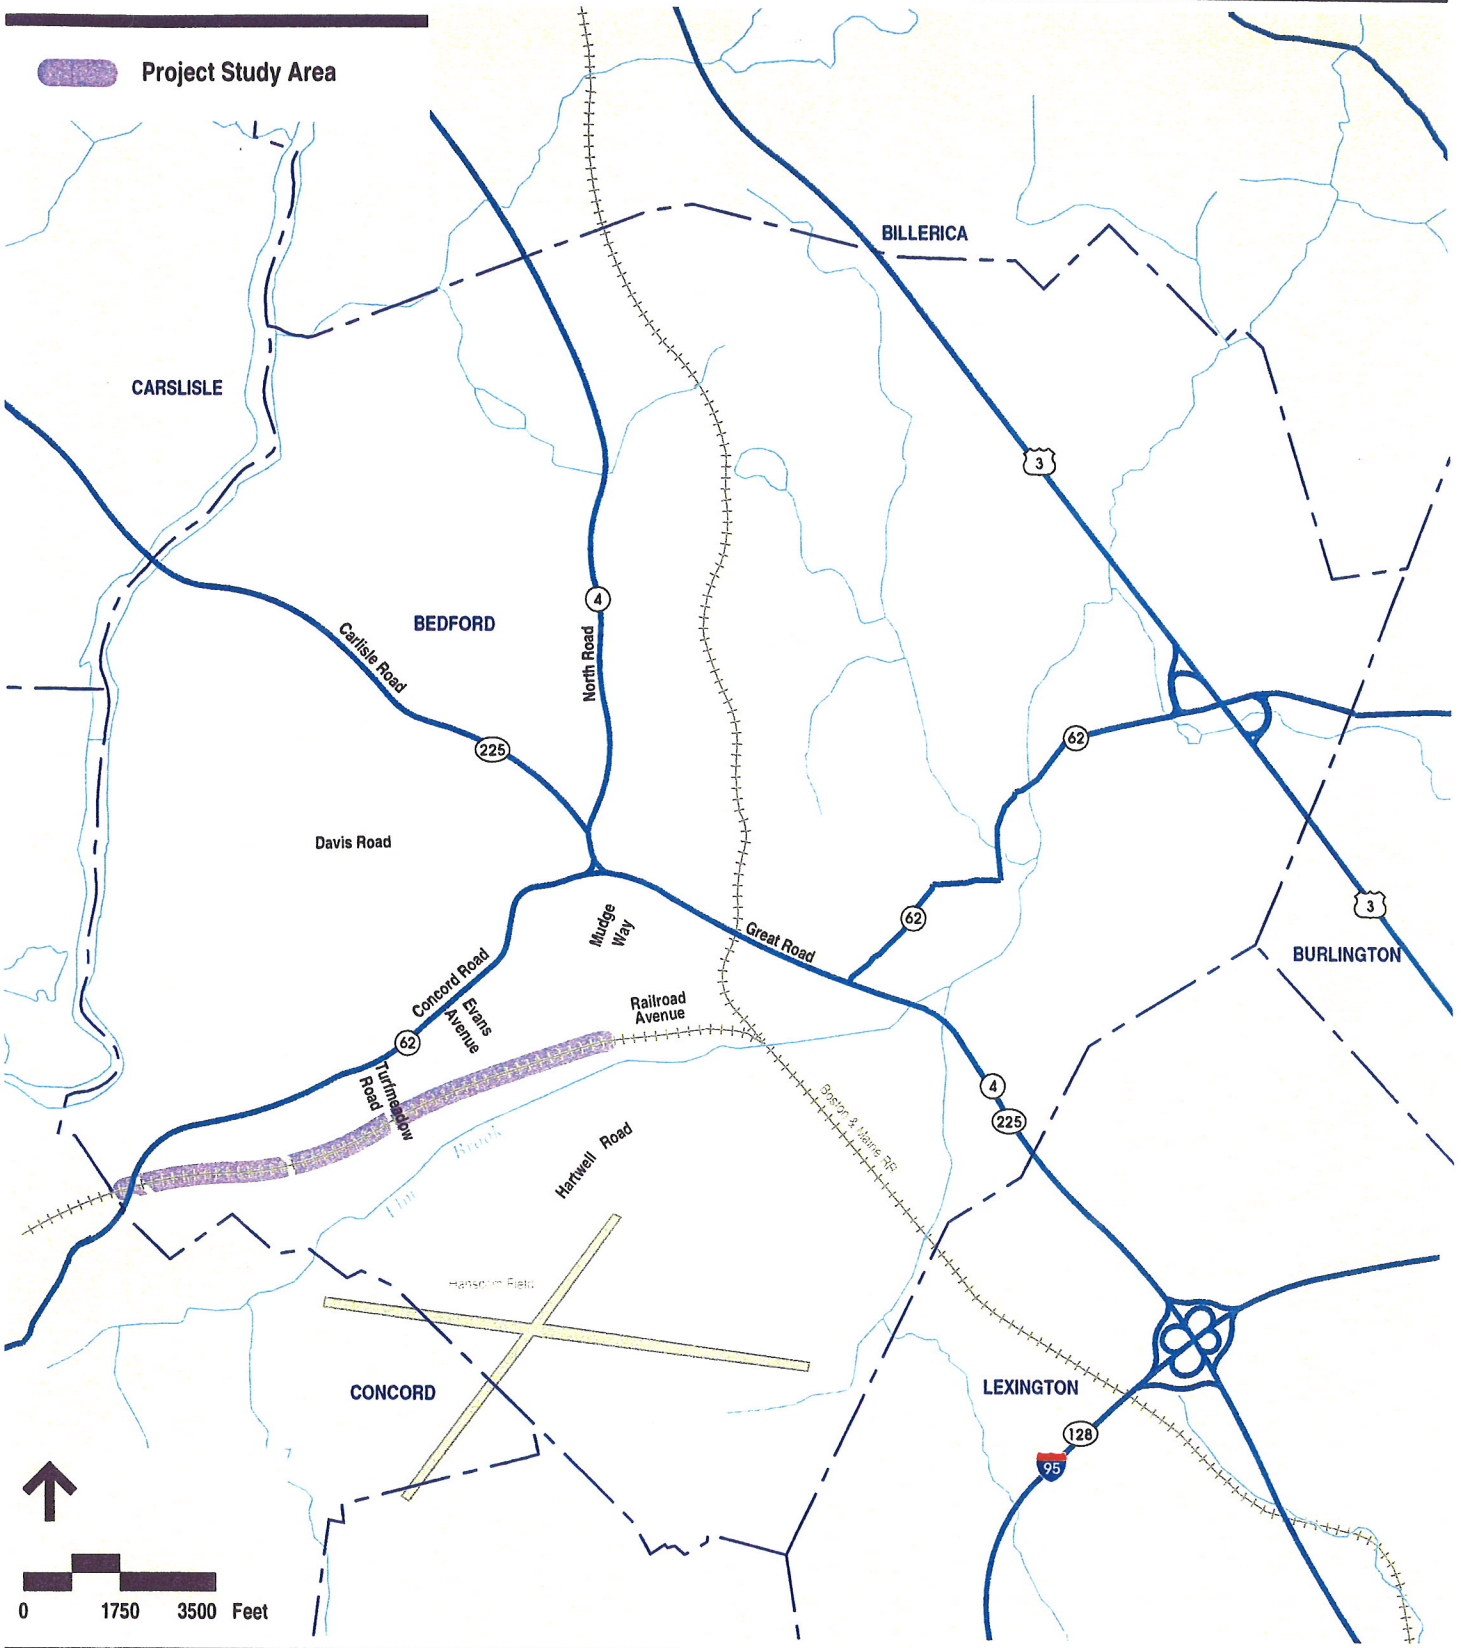 Project Study Area
BILLERICA
CARSLISLE
3
4
BEDFORD
North Road
Carlisle Road
225
62
Davis Road
62
3
Mudge
Way
Great Road
BURLINGTON
Concord Road
Evans
Avenue
Railroad
Avenue
62
Turfmeadow
Road
4
225
Boston & Maine RR
Brook
Elm
Hartwell Road
Hanscom Field
CONCORD
LEXINGTON
128
95
0 1750 3500 Feet